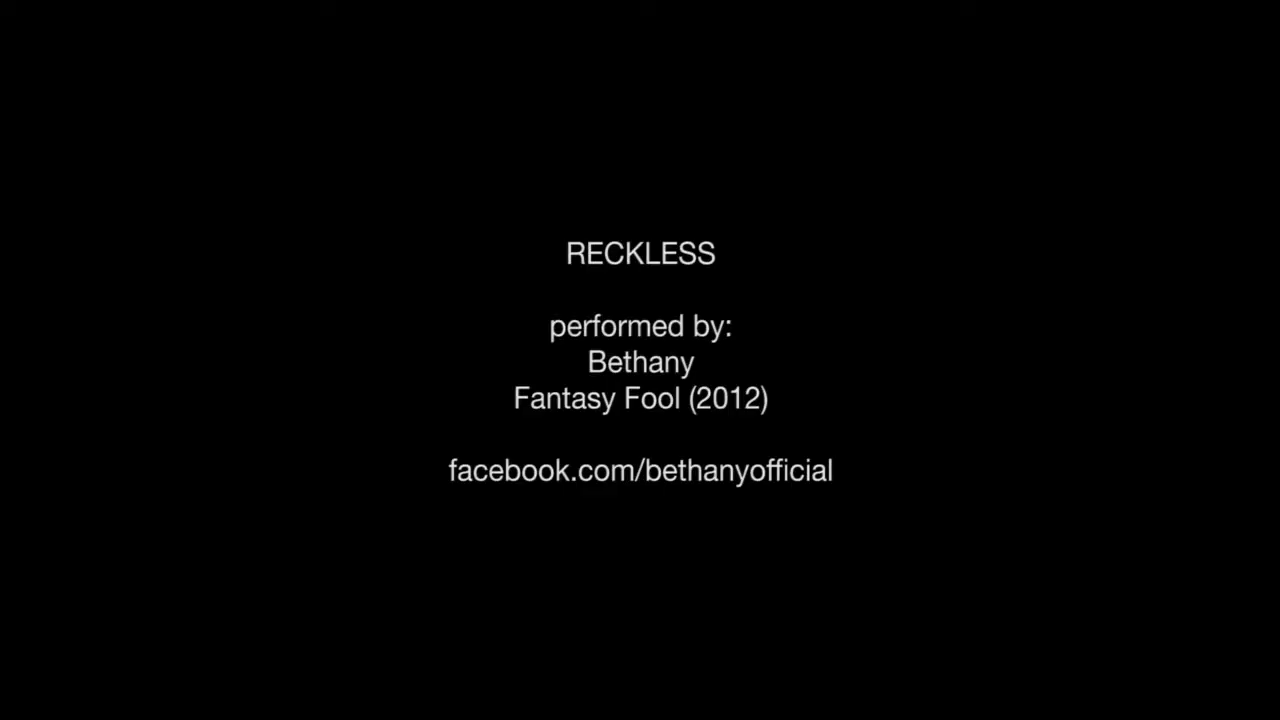 RECKLESS
performed by:
Bethany
Fantasy Fool (2012)
facebook.com/bethanyofficial